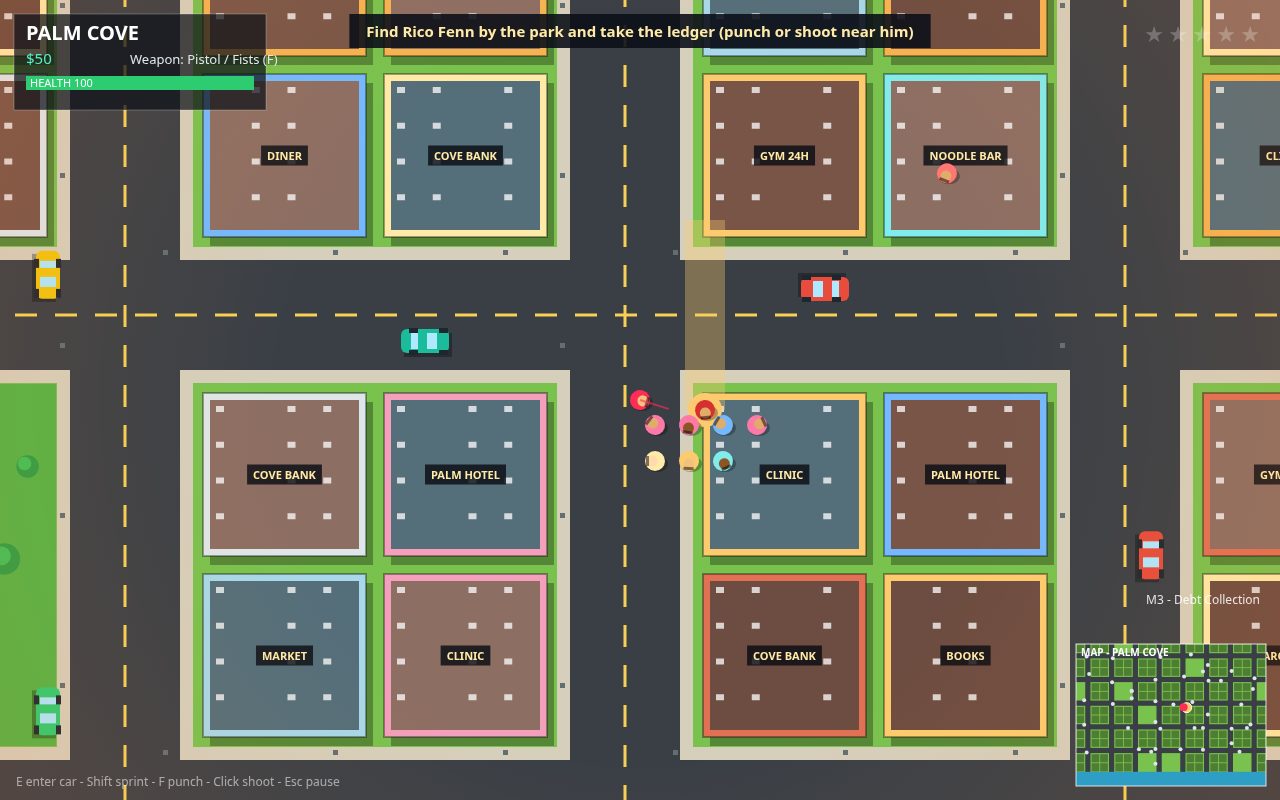 PALM COVE
$50
Weapon: Pistol / Fists (F)
HEALTH 100
Find Rico Fenn by the park and take the ledger (punch or shoot near him)
★★★★★
DINER
COVE BANK
GYM 24H
NOODLE BAR
COVE BANK
PALM HOTEL
CLINIC
PALM HOTEL
MARKET
CLINIC
COVE BANK
BOOKS
M3 - Debt Collection
MAP - PALM COVE
E enter car - Shift sprint - F punch - Click shoot - Esc pause